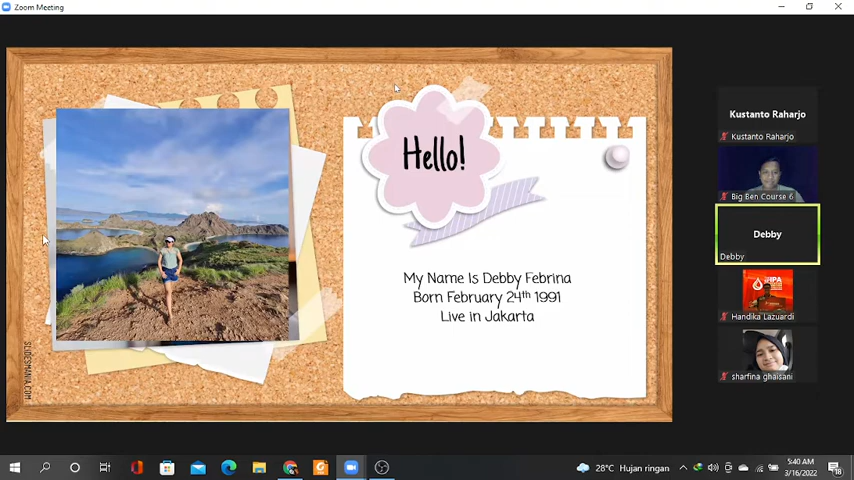 Zoom Meeting
Hello!
My Name Is Debby Febrina
Born February 24th 1991
Live in Jakarta
SLIDESMANIA.COM
Kustanto Raharjo
Kustanto Raharjo
Big Ben Course 6
Debby
Debby
Handika Lazuardi
sharfina ghaisani
28°C Hujan ringan
5:40 AM
3/16/2022
18